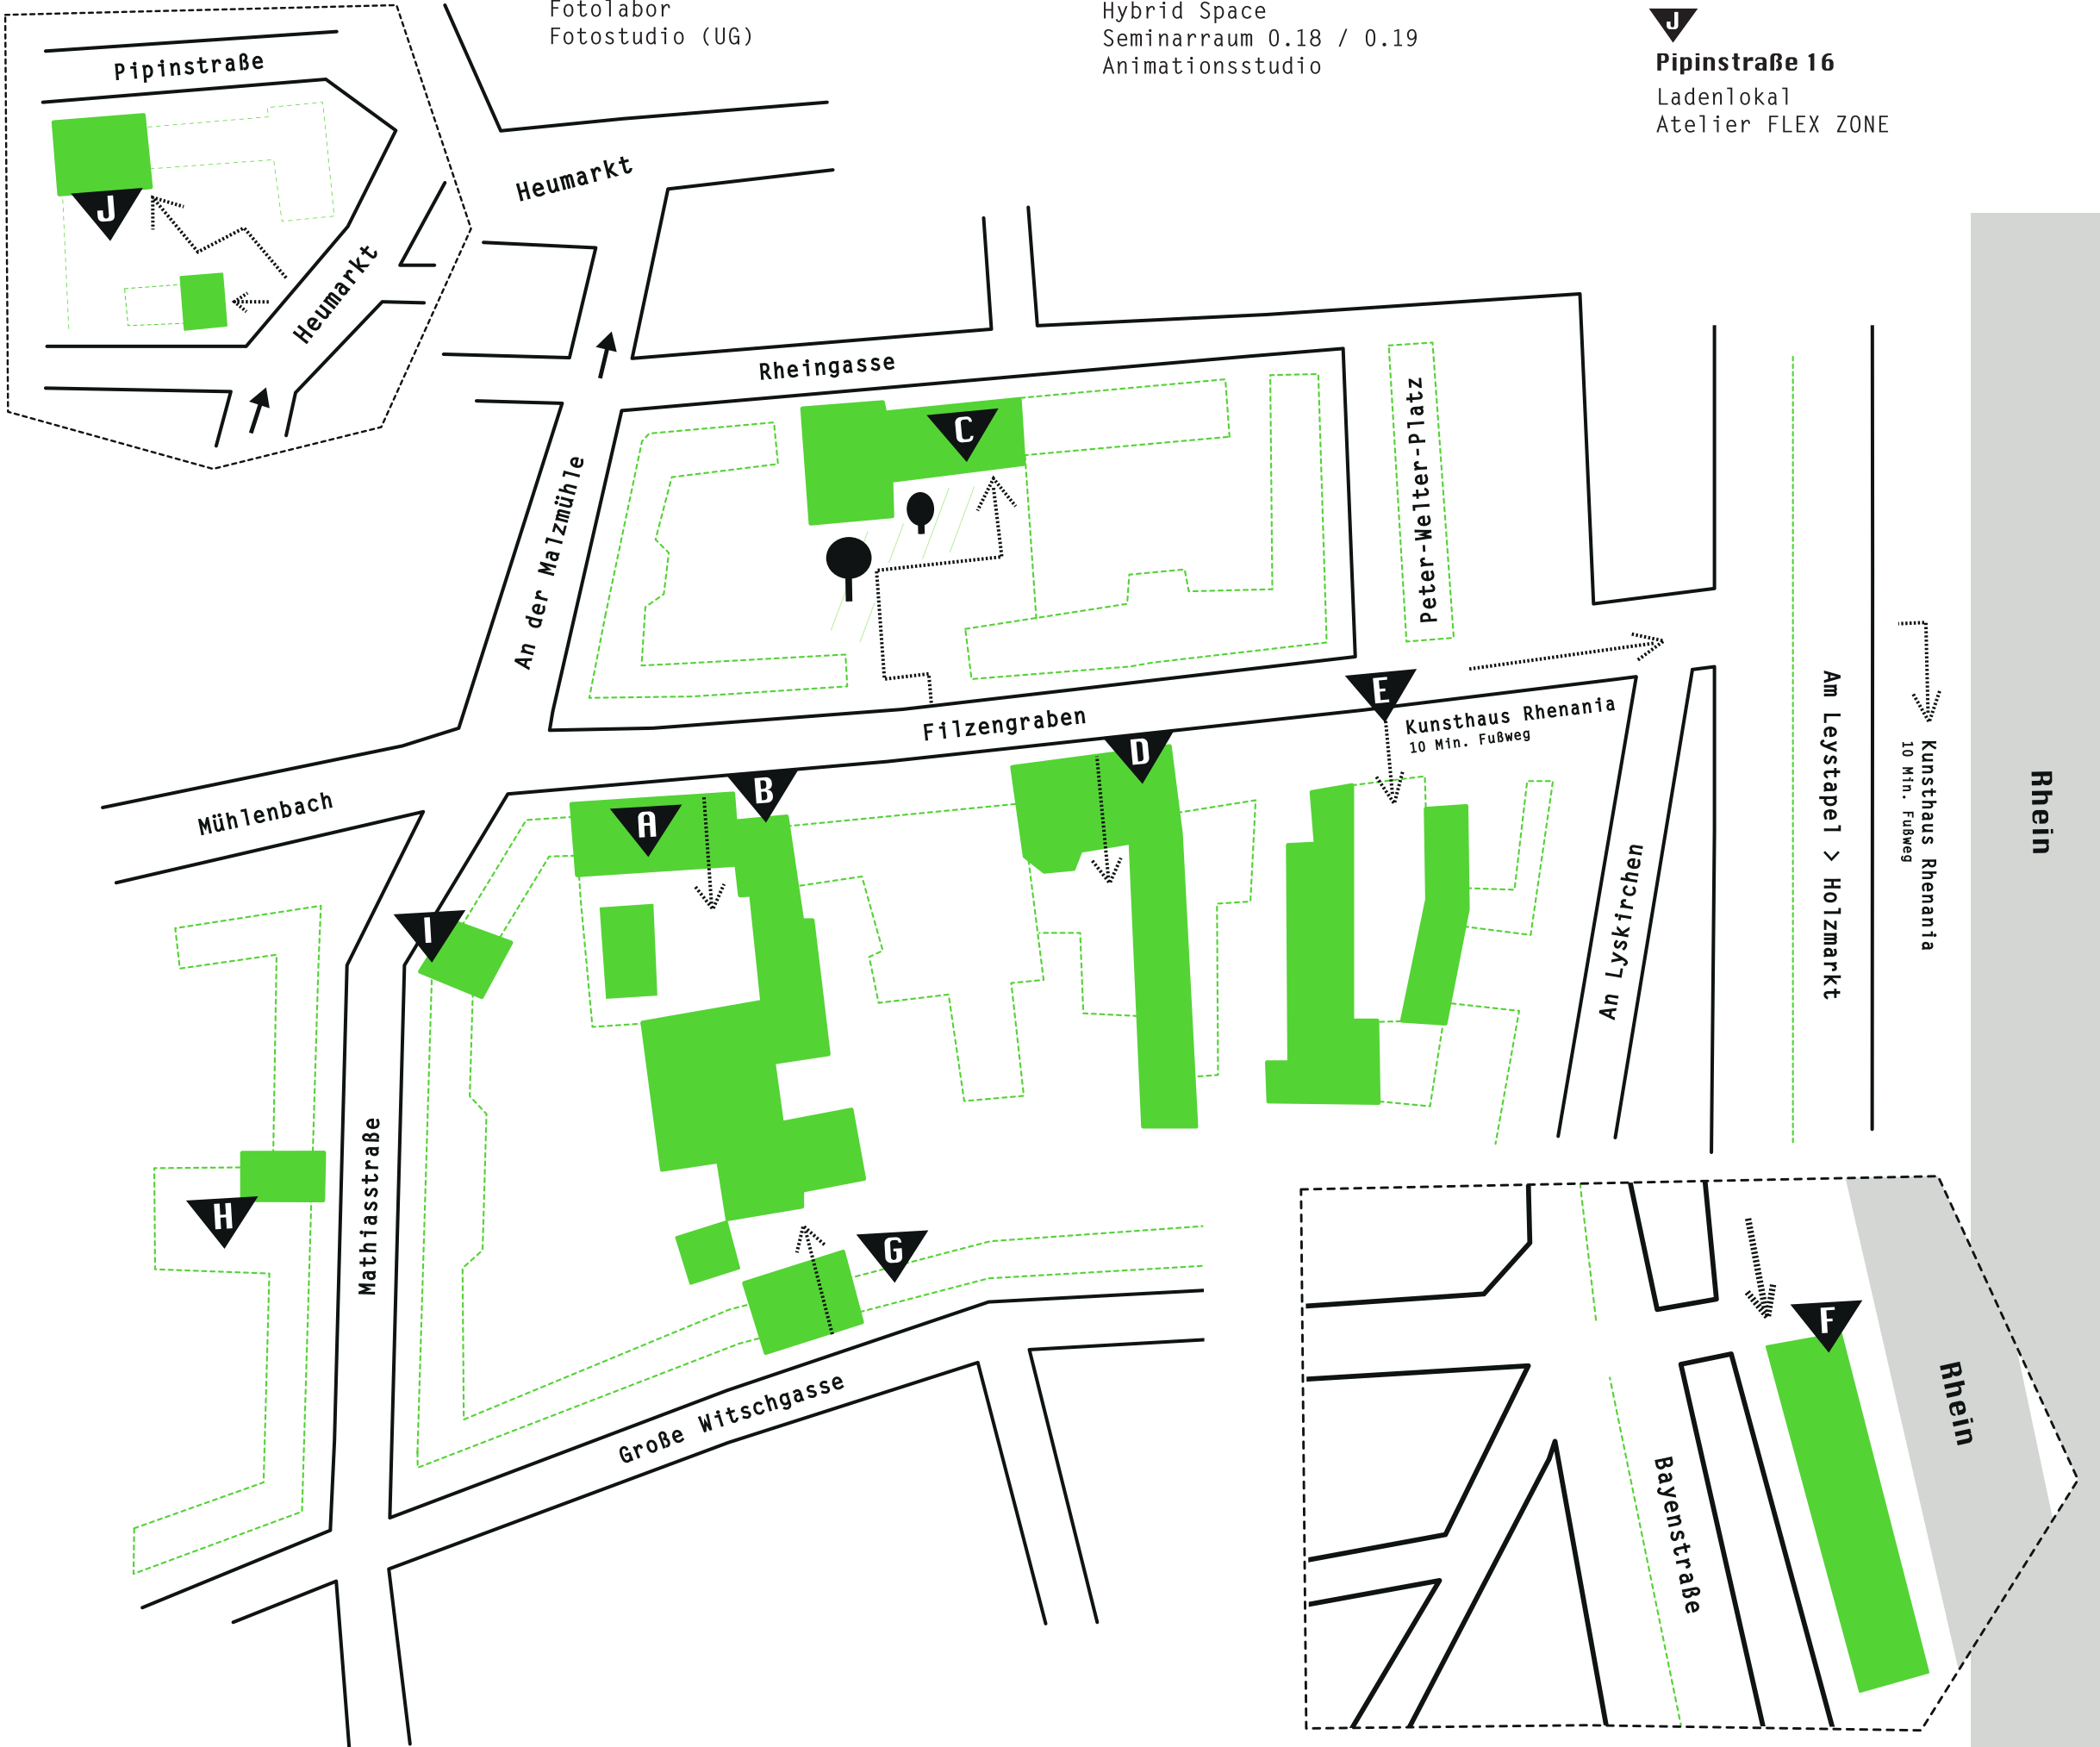 Fotolabor
Fotostudio (UG)
Hybrid Space
Seminarraum 0.18 / 0.19
Animationsstudio
J
Pipinstraße 16
Ladenlokal
Atelier FLEX ZONE
Pipinstraße
J
Heumarkt
Heumarkt
Rheingasse
C
An der Malzmühle
Peter-Welter-Platz
E
Kunsthaus Rhenania
10 Min. Fußweg
Filzengraben
D
B
A
Mühlenbach
I
An Lyskirchen
Am Leystapel > Holzmarkt
Kunsthaus Rhenania
10 Min. Fußweg
Rhein
Mathiasstraße
H
G
Große Witschgasse
F
Rhein
Bayenstraße